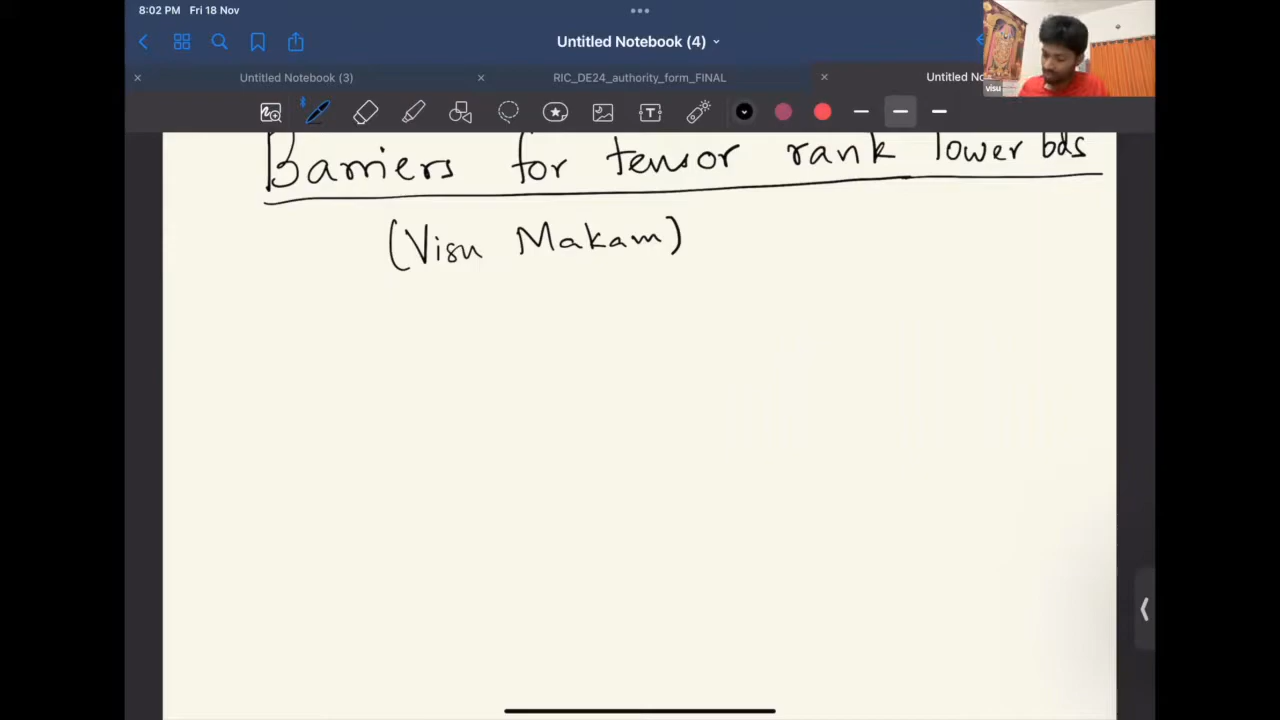 8:02 PM Fri 18 Nov
Untitled Notebook (4)
Untitled Notebook (3)
RIC_DE24_authority_form_FINAL
Untitled No
visu
Barriers for tensor rank lower bds
(Visu Makam)